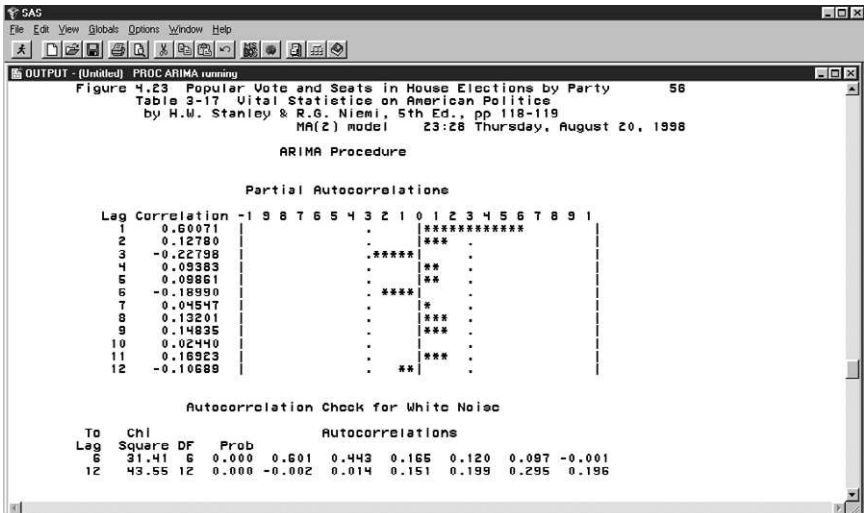 SAS
File Edit View Globals Options Window Help
OUTPUT - (Untitled) PROC ARIMA running
Figure 4.23 Popular Vote and Seats in House Elections by Party 56
Table 3-17 Vital Statistics on American Politics
by H.W. Stanley & R.G. Niemi, 5th Ed., pp 118-119
MA(2) model 23:28 Thursday, August 20, 1998
ARIMA Procedure
Partial Autocorrelations
Lag Correlation -1 9 8 7 6 5 4 3 2 1 0 1 2 3 4 5 6 7 8 9 1
1 0.60071 | . |************ |
2 0.12780 | . |*** . |
3 -0.22798 | .*****| . |
4 0.09383 | . |** . |
5 0.09861 | . |** . |
6 -0.18990 | . ****| . |
7 0.04547 | . |* . |
8 0.13201 | . |*** . |
9 0.14835 | . |*** . |
10 0.02440 | . | . |
11 0.16923 | . |*** . |
12 -0.10689 | . **| . |
Autocorrelation Check for White Noise
To Chi Autocorrelations
Lag Square DF Prob
6 31.41 6 0.000 0.601 0.443 0.165 0.120 0.097 -0.001
12 43.55 12 0.000 -0.002 0.014 0.151 0.199 0.295 0.196